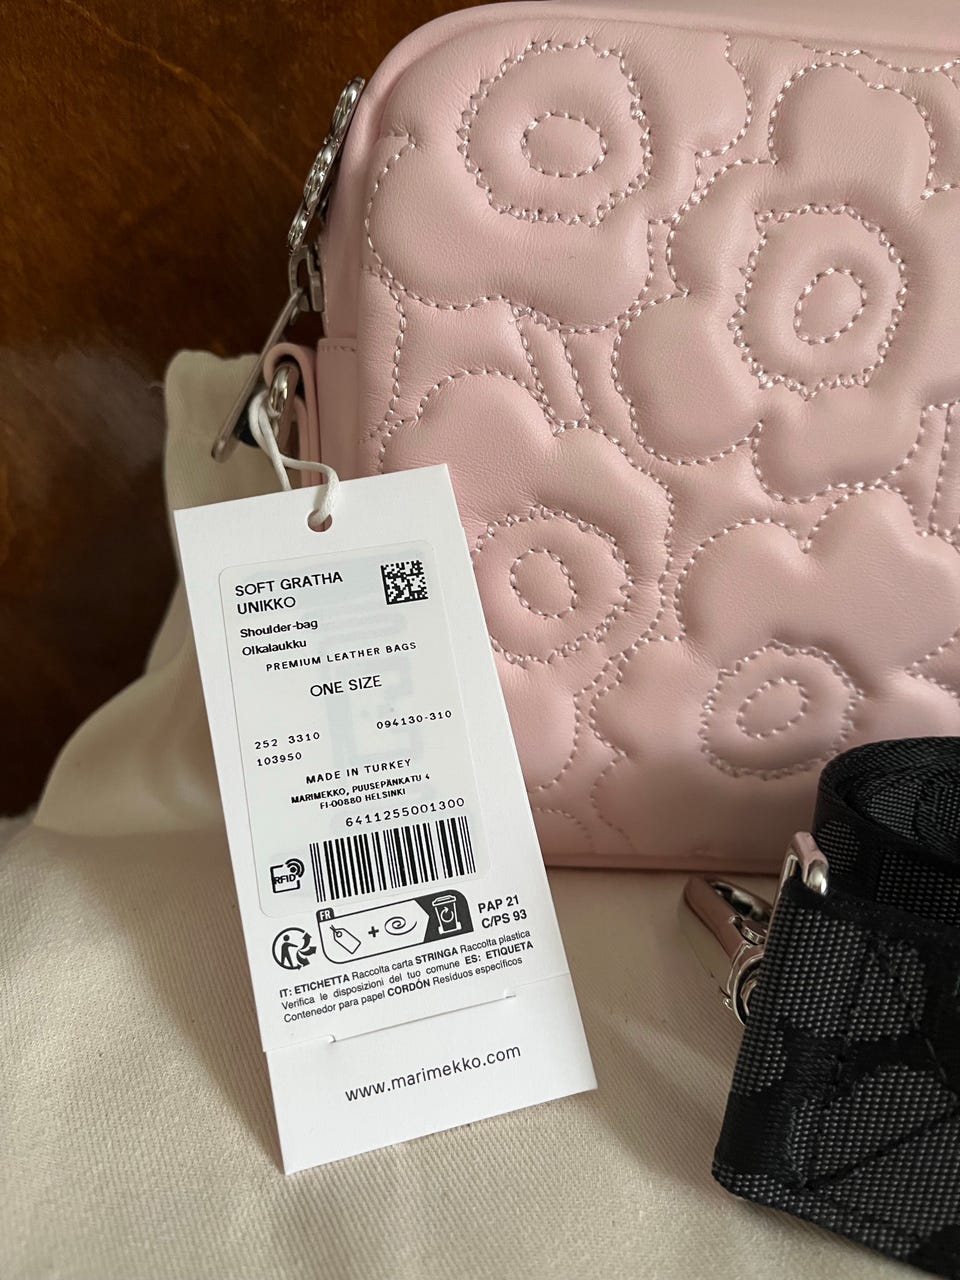 SOFT GRATHA
UNIKKO
Shoulder-bag
Olkalaukku
PREMIUM LEATHER BAGS
ONE SIZE
252 3310 094130-310
103950
MADE IN TURKEY
MARIMEKKO, PUUSEPÄNKATU 4
FI-00880 HELSINKI
6411255001300
RFID
FR
PAP 21
C/PS 93
IT: ETICHETTA Raccolta carta STRINGA Raccolta plastica
Verifica le disposizioni del tuo comune ES: ETIQUETA
Contenedor para papel CORDÓN Residuos específicos
www.marimekko.com